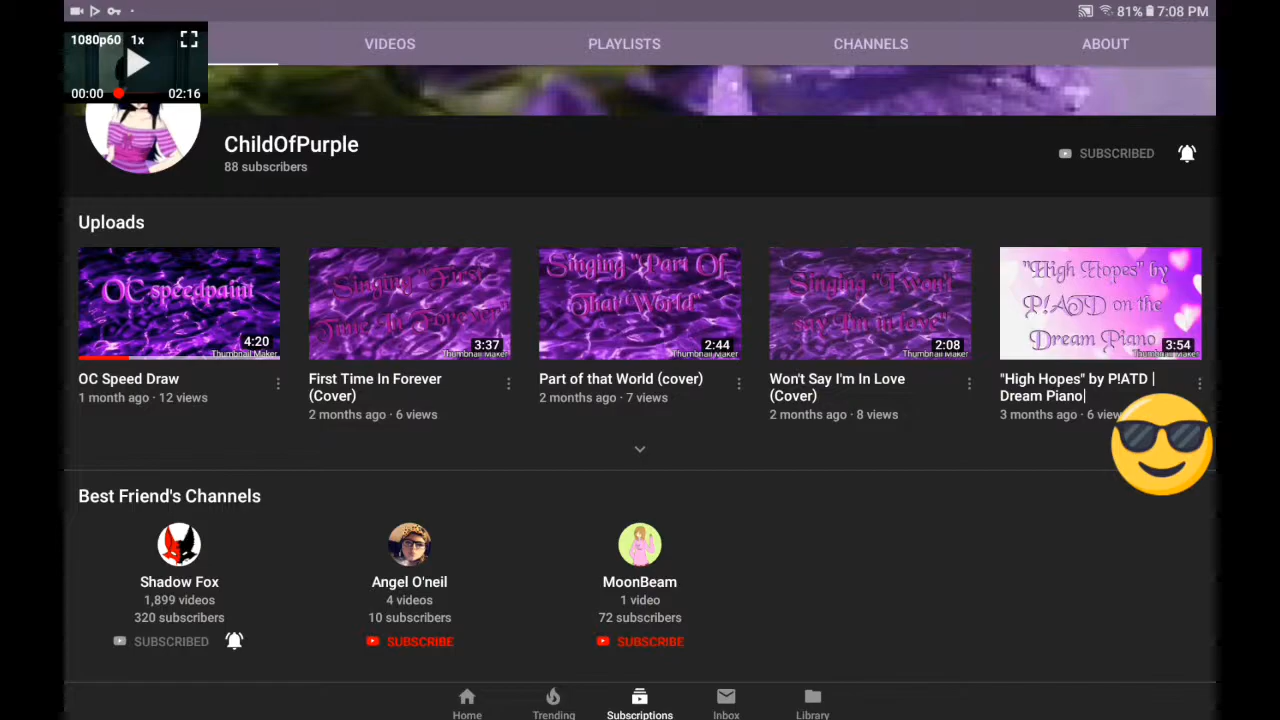 81% 7:08 PM
1080p60 1x
00:00 02:16
VIDEOS PLAYLISTS CHANNELS ABOUT
ChildOfPurple
88 subscribers
SUBSCRIBED
Uploads
OC speedpaint
4:20
Thumbnail Maker
Singing "First
Time In Forever"
3:37
Thumbnail Maker
Singing "Part Of
That World"
2:44
Thumbnail Maker
Singing "I won't
say I'm in love"
2:08
Thumbnail Maker
"High Hopes" by
P!ATD on the
Dream Piano
3:54
Thumbnail Maker
OC Speed Draw
1 month ago · 12 views
First Time In Forever
(Cover)
2 months ago · 6 views
Part of that World (cover)
2 months ago · 7 views
Won't Say I'm In Love
(Cover)
2 months ago · 8 views
"High Hopes" by P!ATD |
Dream Piano|
3 months ago · 6 view
Best Friend's Channels
Shadow Fox
1,899 videos
320 subscribers
SUBSCRIBED
Angel O'neil
4 videos
10 subscribers
SUBSCRIBE
MoonBeam
1 video
72 subscribers
SUBSCRIBE
Home Trending Subscriptions Inbox Library